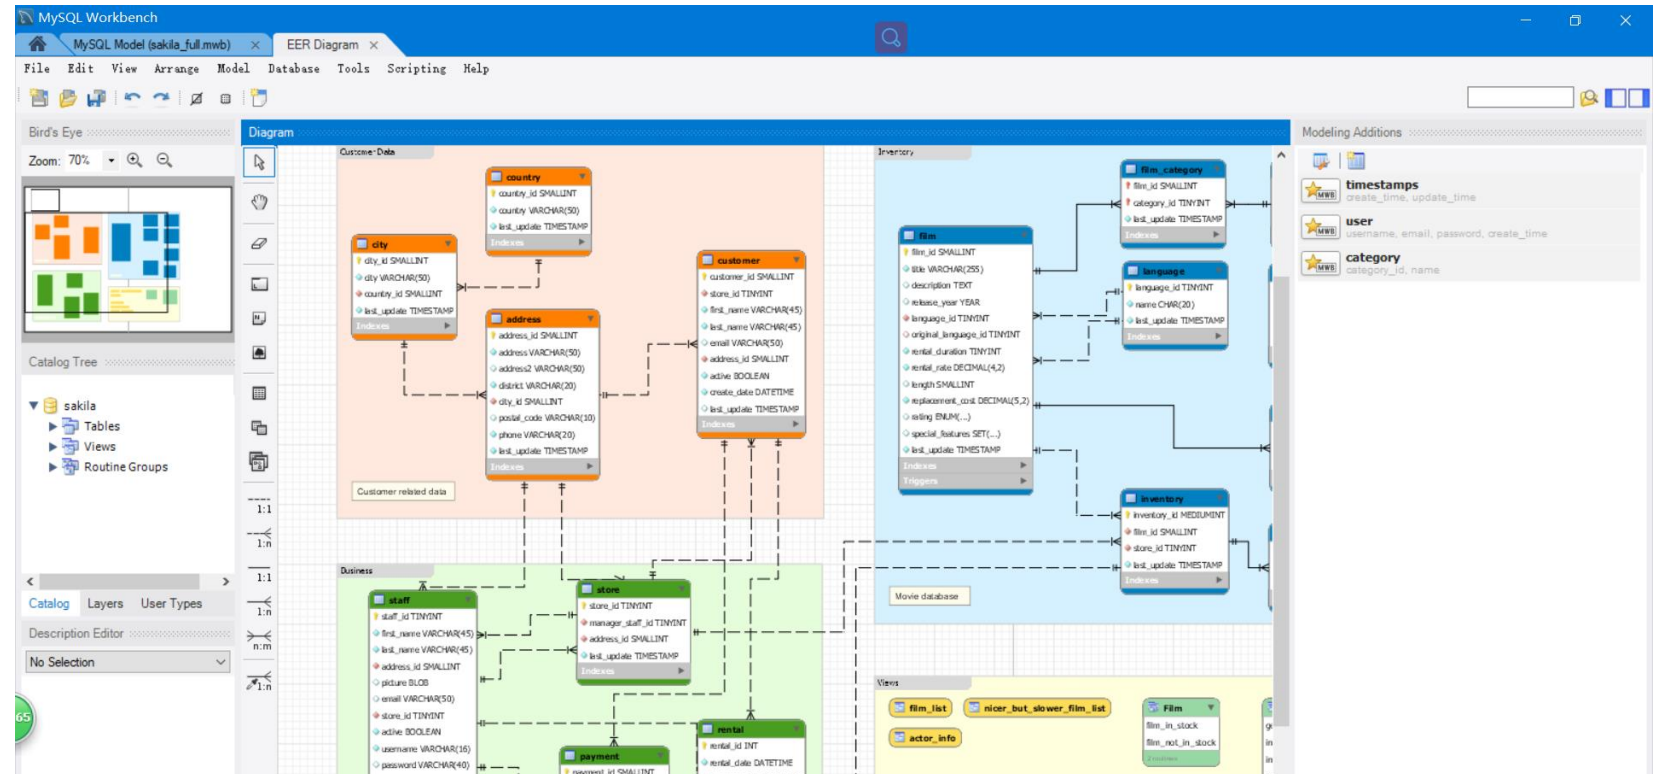 MySQL Workbench
MySQL Model (sakila_full.mwb) ×
EER Diagram ×
File Edit View Arrange Model Database Tools Scripting Help
Bird's Eye
Zoom: 70%
Catalog Tree
sakila
Tables
Views
Routine Groups
Catalog Layers User Types
Description Editor
No Selection
65
Diagram
1:1
1:n
1:1
1:n
n:m
1:n
Customer Data
country
country_id SMALLINT
country VARCHAR(50)
last_update TIMESTAMP
Indexes
city
city_id SMALLINT
city VARCHAR(50)
country_id SMALLINT
last_update TIMESTAMP
Indexes
address
address_id SMALLINT
address VARCHAR(50)
address2 VARCHAR(50)
district VARCHAR(20)
city_id SMALLINT
postal_code VARCHAR(10)
phone VARCHAR(20)
last_update TIMESTAMP
Indexes
customer
customer_id SMALLINT
store_id TINYINT
first_name VARCHAR(45)
last_name VARCHAR(45)
email VARCHAR(50)
address_id SMALLINT
active BOOLEAN
create_date DATETIME
last_update TIMESTAMP
Indexes
Customer related data
Business
staff
staff_id TINYINT
first_name VARCHAR(45)
last_name VARCHAR(45)
address_id SMALLINT
picture BLOB
email VARCHAR(50)
store_id TINYINT
active BOOLEAN
username VARCHAR(16)
password VARCHAR(40)
store
store_id TINYINT
manager_staff_id TINYINT
address_id SMALLINT
last_update TIMESTAMP
Indexes
payment
payment_id SMALLINT
rental
rental_id INT
rental_date DATETIME
Inventory
film
film_id SMALLINT
title VARCHAR(255)
description TEXT
release_year YEAR
language_id TINYINT
original_language_id TINYINT
rental_duration TINYINT
rental_rate DECIMAL(4,2)
length SMALLINT
replacement_cost DECIMAL(5,2)
rating ENUM(...)
special_features SET(...)
last_update TIMESTAMP
Indexes
Triggers
film_category
film_id SMALLINT
category_id TINYINT
last_update TIMESTAMP
Indexes
language
language_id TINYINT
name CHAR(20)
last_update TIMESTAMP
Indexes
inventory
inventory_id MEDIUMINT
film_id SMALLINT
store_id TINYINT
last_update TIMESTAMP
Indexes
Movie database
Views
film_list
nicer_but_slower_film_list
actor_info
Film
film_in_stock
film_not_in_stock
Modeling Additions
MWB
timestamps
create_time, update_time
MWB
user
username, email, password, create_time
MWB
category
category_id, name